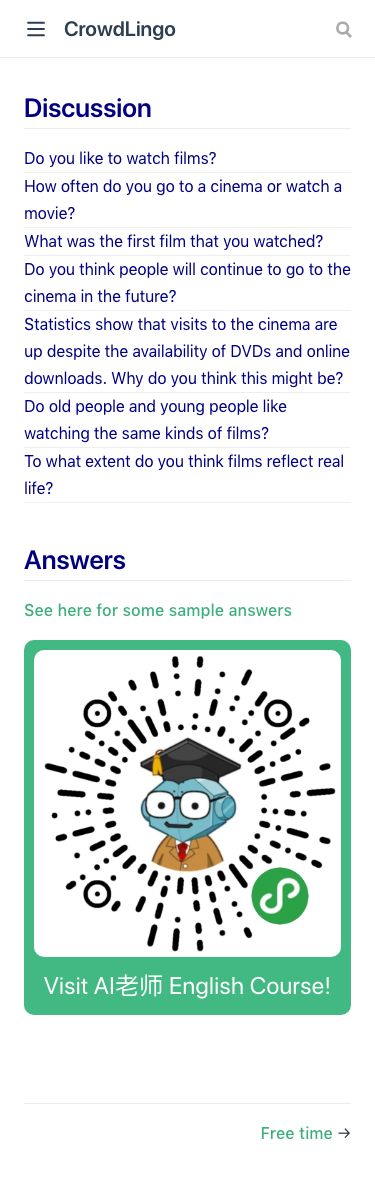 CrowdLingo
Discussion
Do you like to watch films?
How often do you go to a cinema or watch a
movie?
What was the first film that you watched?
Do you think people will continue to go to the
cinema in the future?
Statistics show that visits to the cinema are
up despite the availability of DVDs and online
downloads. Why do you think this might be?
Do old people and young people like
watching the same kinds of films?
To what extent do you think films reflect real
life?
Answers
See here for some sample answers
Visit AI老师 English Course!
Free time →